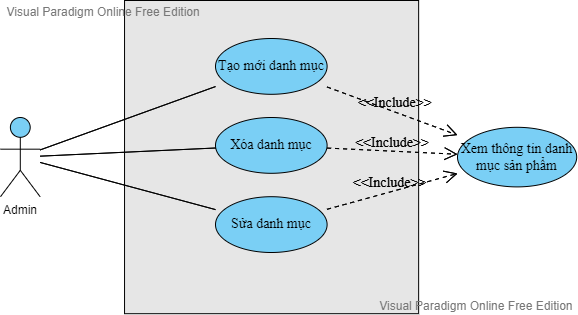 Visual Paradigm Online Free Edition
Tạo mới danh mục
<<Include>>
Xóa danh mục
<<Include>>
Xem thông tin danh
mục sản phẩm
<<Include>>
Admin
Sửa danh mục
Visual Paradigm Online Free Edition